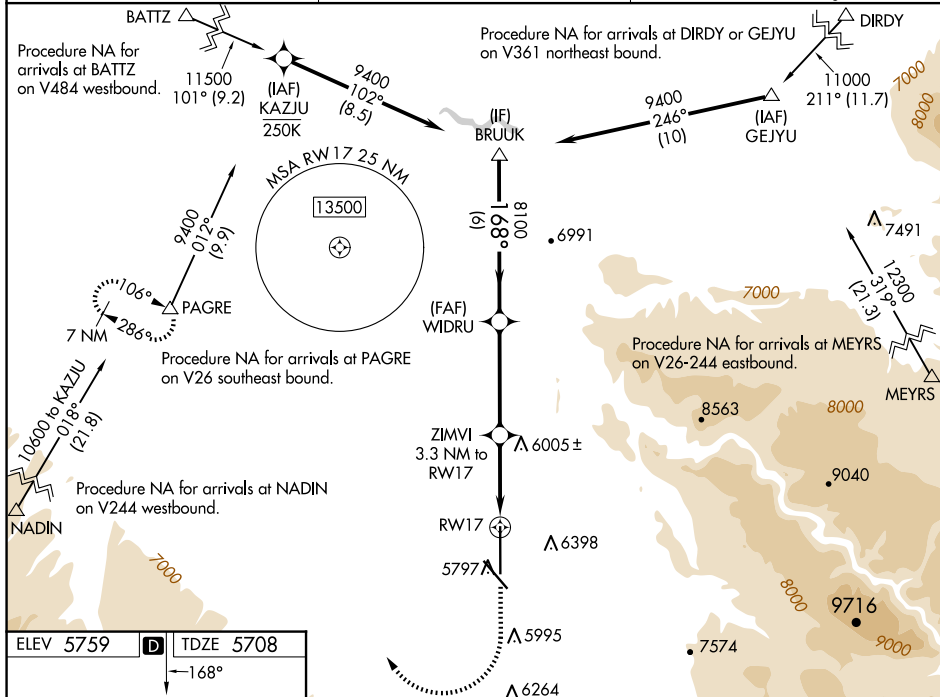 BATTZ
Procedure NA for
arrivals at BATTZ
on V484 westbound.
11500
101° (9.2)
(IAF)
KAZJU
250K
9400
102°
(8.5)
Procedure NA for arrivals at DIRDY or GEJYU
on V361 northeast bound.
DIRDY
11000
211° (11.7)
9400
246°
(10)
(IAF)
GEJYU
7000
8000
(IF)
BRUUK
MSA RW17 25 NM
13500
8100
168°
(9)
6991
7491
9400
012°
(9.9)
12300
319°
(21.3)
106°
PAGRE
286°
7 NM
7000
(FAF)
WIDRU
Procedure NA for arrivals at PAGRE
on V26 southeast bound.
Procedure NA for arrivals at MEYRS
on V26-244 eastbound.
MEYRS
10600 to KAZJU
018°
(21.8)
8563
8000
ZIMVI
3.3 NM to
RW17
6005±
9040
Procedure NA for arrivals at NADIN
on V244 westbound.
NADIN
RW17
6398
7000
5797
8000
9716
9000
5995
7574
6264
ELEV 5759
D
TDZE 5708
168°